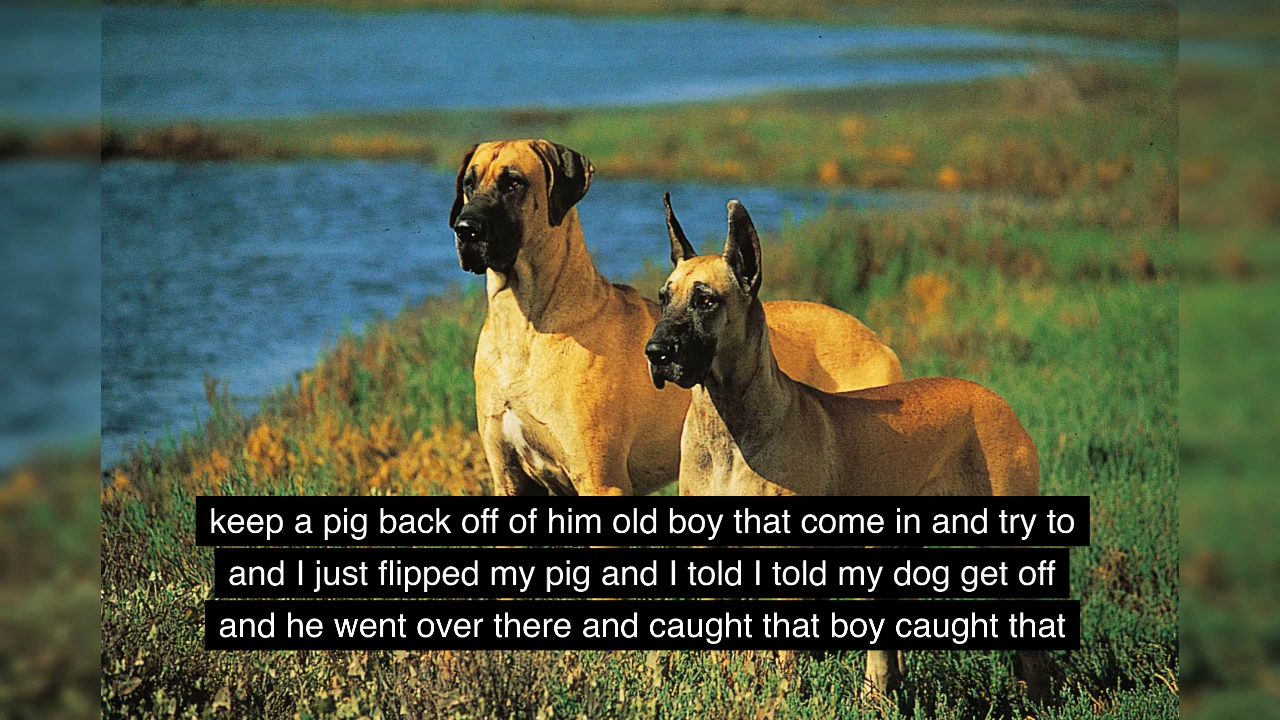 keep a pig back off of him old boy that come in and try to
and I just flipped my pig and I told I told my dog get off
and he went over there and caught that boy caught that